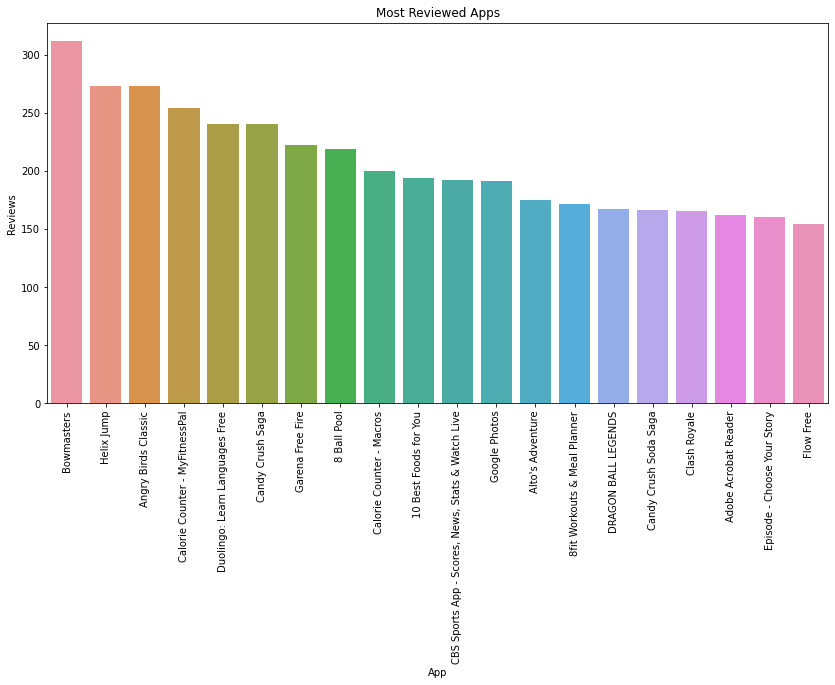 Most Reviewed Apps
Reviews
300
250
200
150
100
50
0
Bowmasters
Helix Jump
Angry Birds Classic
Calorie Counter - MyFitnessPal
Duolingo: Learn Languages Free
Candy Crush Saga
Garena Free Fire
8 Ball Pool
Calorie Counter - Macros
10 Best Foods for You
CBS Sports App - Scores, News, Stats & Watch Live
Google Photos
Alto's Adventure
8fit Workouts & Meal Planner
DRAGON BALL LEGENDS
Candy Crush Soda Saga
Clash Royale
Adobe Acrobat Reader
Episode - Choose Your Story
Flow Free
App